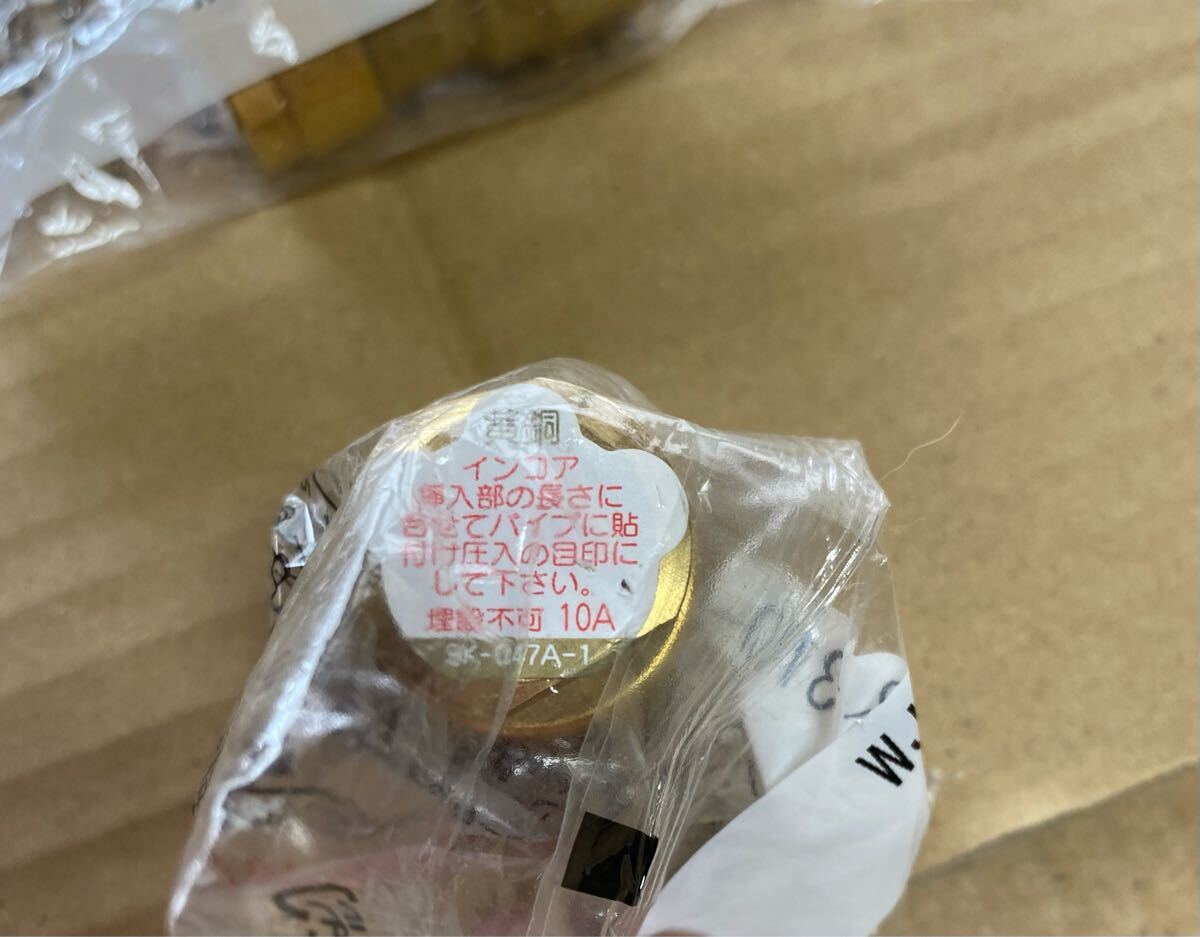 黄銅
インコア
挿入部の長さに
合せてパイプに貼
付け圧入の目印に
して下さい。
埋設不可 10A
SK-047A-1
W.